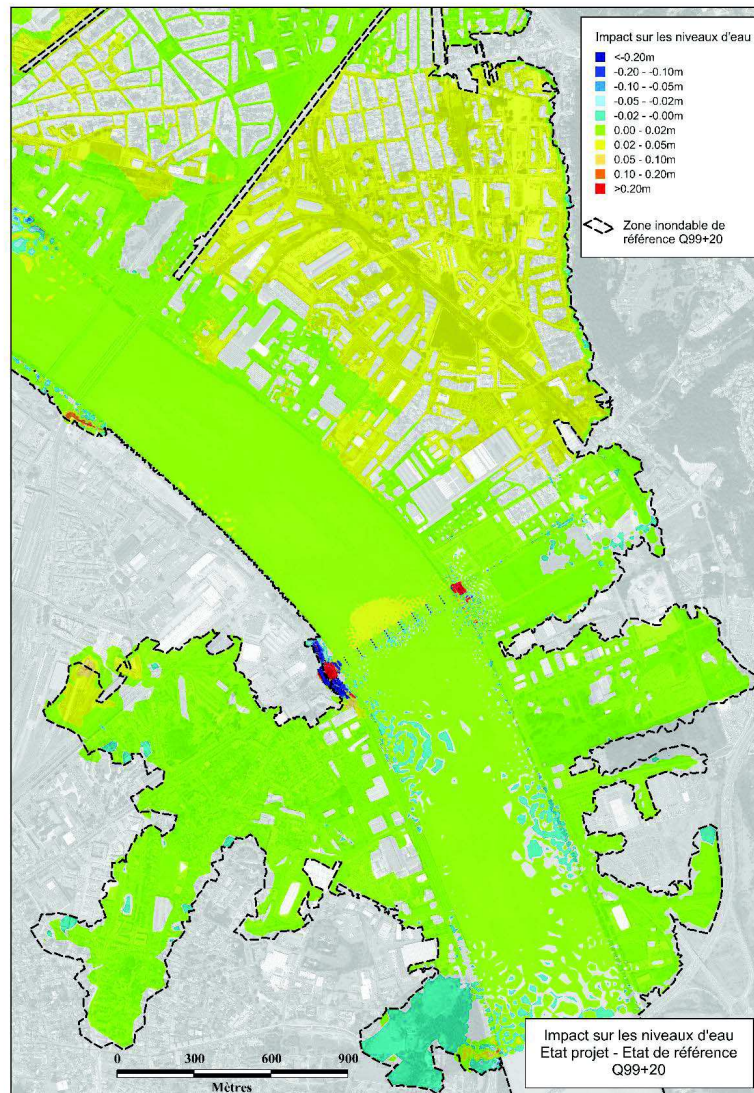 Impact sur les niveaux d'eau
<-0.20m
-0.20 - -0.10m
-0.10 - -0.05m
-0.05 - -0.02m
-0.02 - -0.00m
0.00 - 0.02m
0.02 - 0.05m
0.05 - 0.10m
0.10 - 0.20m
>0.20m
Zone inondable de
référence Q99+20
0 300 600 900
Mètres
Impact sur les niveaux d'eau
Etat projet - Etat de référence
Q99+20